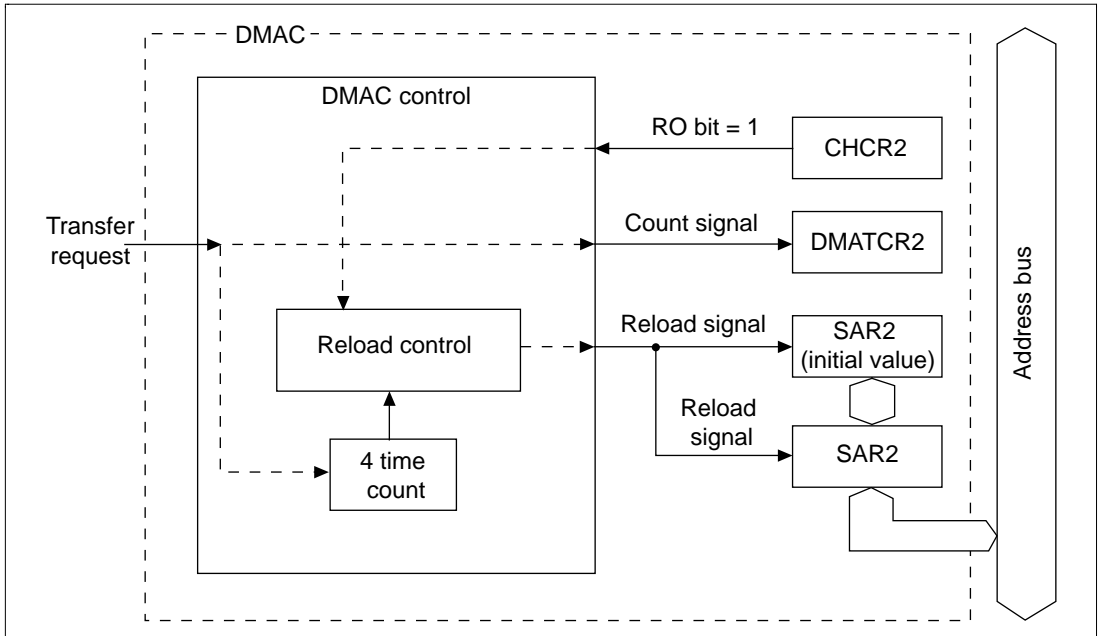 DMAC
DMAC control
RO bit = 1
CHCR2
Transfer
request
Count signal
DMATCR2
Reload control
Reload signal
SAR2
(initial value)
Reload
signal
SAR2
4 time
count
Address bus